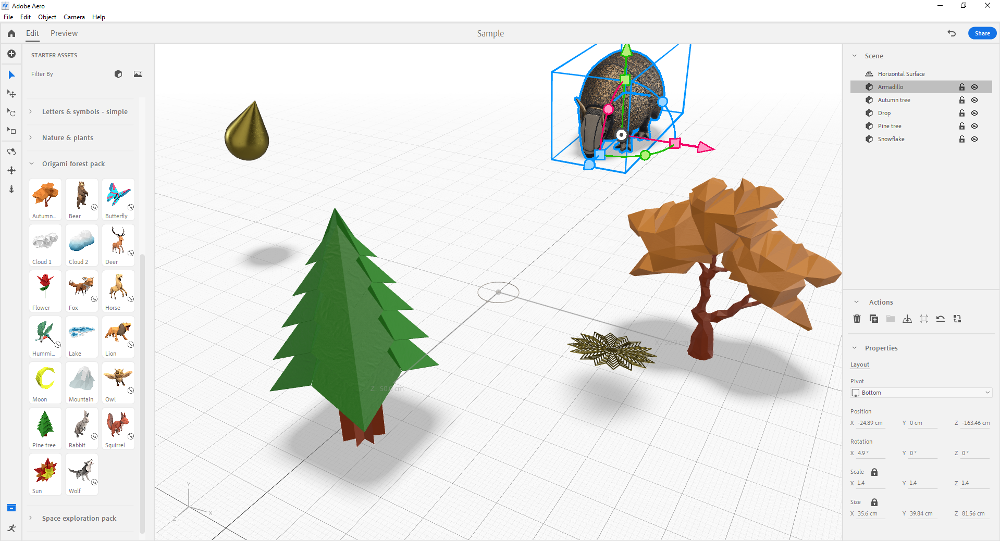 Ar Adobe Aero
File Edit Object Camera Help
Edit Preview
Sample
Share
STARTER ASSETS
Filter By
Letters & symbols - simple
Nature & plants
Origami forest pack
Autumn... Bear Butterfly
Cloud 1 Cloud 2 Deer
Flower Fox Horse
Hummi... Lake Lion
Moon Mountain Owl
Pine tree Rabbit Squirrel
Sun Wolf
Space exploration pack
X: 50.0 cm
Z: 50.0 cm
Y
X
Z
Scene
Horizontal Surface
Armadillo
Autumn tree
Drop
Pine tree
Snowflake
Actions
Properties
Layout
Pivot
Bottom
Position
X -24.89 cm Y 0 cm Z -163.46 cm
Rotation
X 4.9 ° Y 0 ° Z 0 °
Scale
X 1.4 Y 1.4 Z 1.4
Size
X 35.6 cm Y 39.84 cm Z 81.56 cm